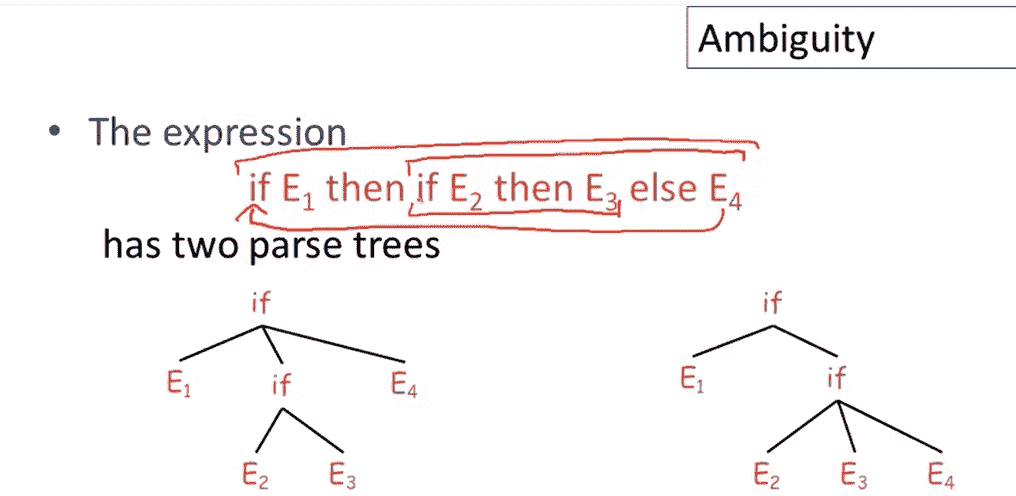 Ambiguity
• The expression
if E₁ then if E₂ then E₃ else E₄
has two parse trees
if if
E₁ if E₄ E₁ if
E₂ E₃ E₂ E₃ E₄